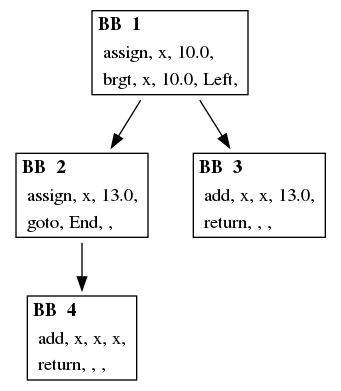 BB 1
assign, x, 10.0,
brgt, x, 10.0, Left,
BB 2
assign, x, 13.0,
goto, End, ,
BB 3
add, x, x, 13.0,
return, , ,
BB 4
add, x, x, x,
return, , ,